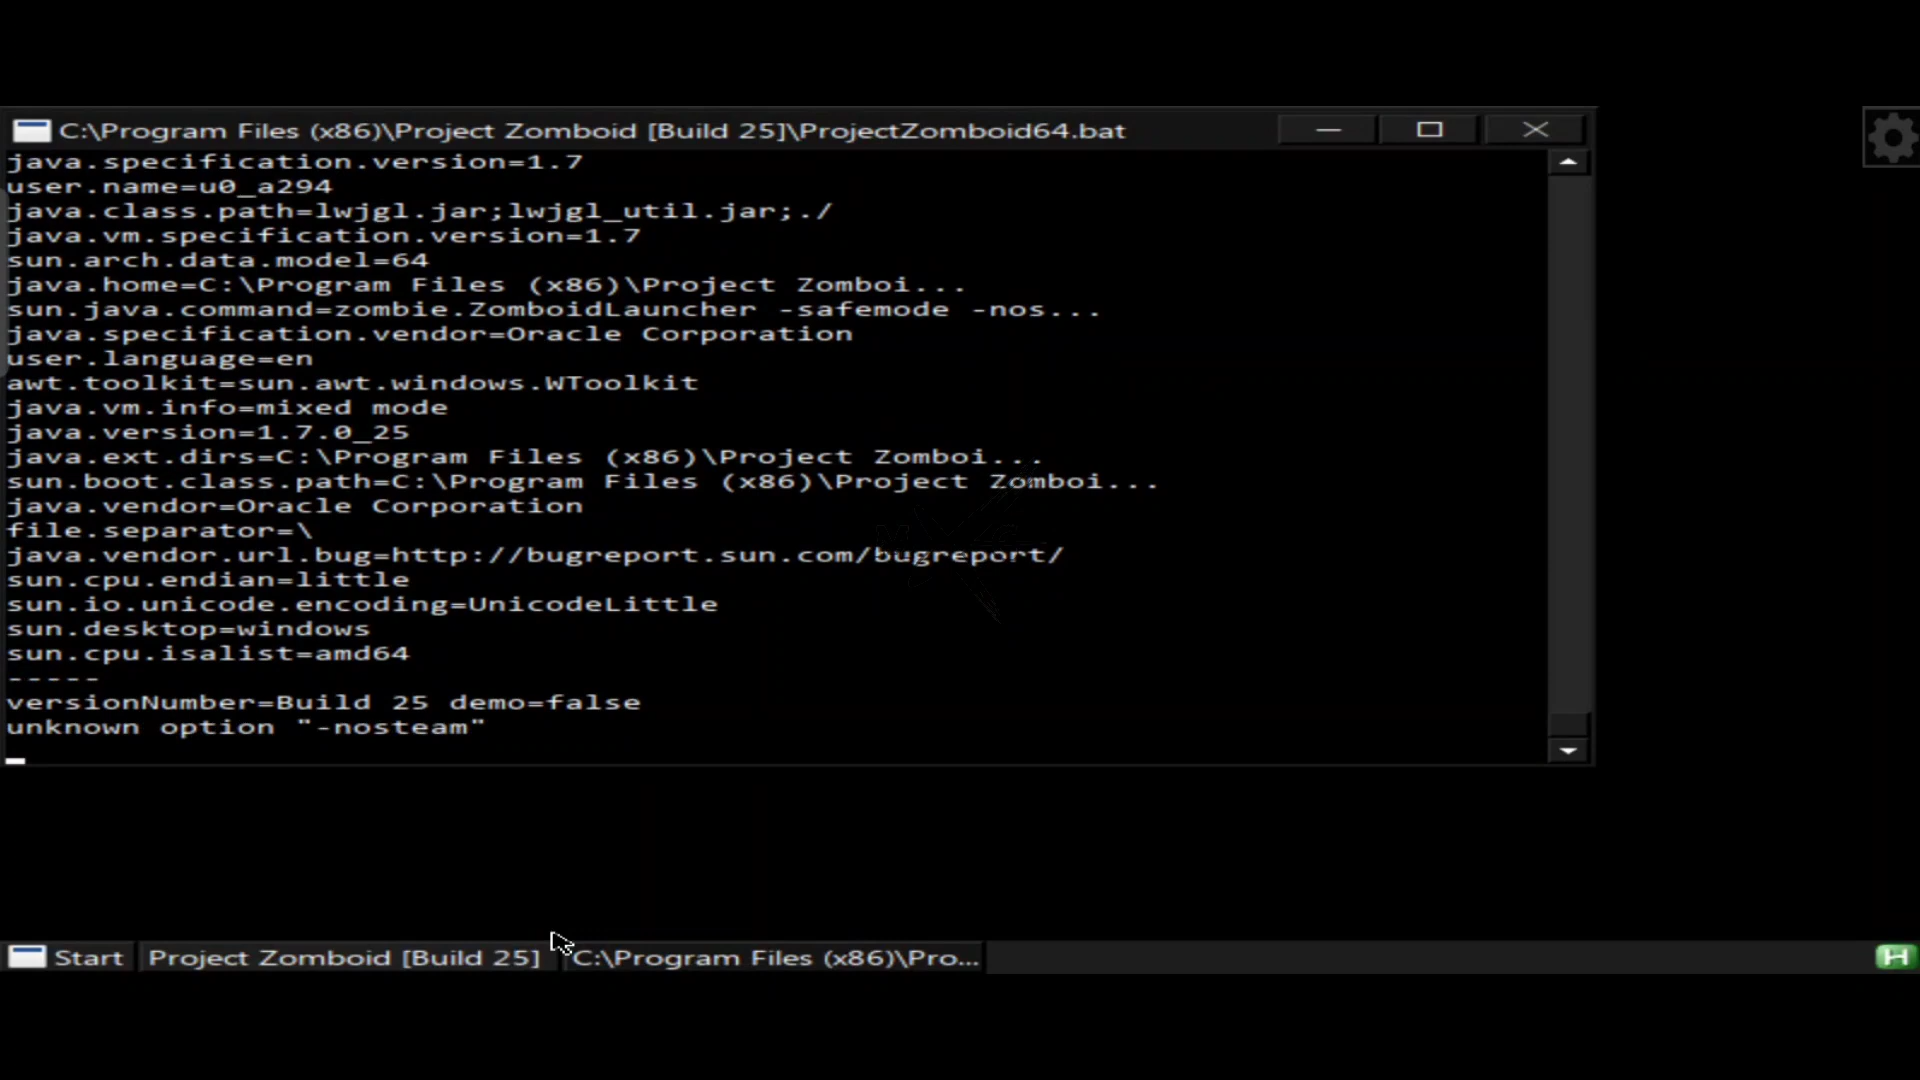 C:\Program Files (x86)\Project Zomboid [Build 25]\ProjectZomboid64.bat
java.specification.version=1.7
user.name=u0_a294
java.class.path=lwjgl.jar;lwjgl_util.jar;./
java.vm.specification.version=1.7
sun.arch.data.model=64
java.home=C:\Program Files (x86)\Project Zomboi...
sun.java.command=zombie.ZomboidLauncher -safemode -nos...
java.specification.vendor=Oracle Corporation
user.language=en
awt.toolkit=sun.awt.windows.WToolkit
java.vm.info=mixed mode
java.version=1.7.0_25
java.ext.dirs=C:\Program Files (x86)\Project Zomboi...
sun.boot.class.path=C:\Program Files (x86)\Project Zomboi...
java.vendor=Oracle Corporation
file.separator=\
java.vendor.url.bug=http://bugreport.sun.com/bugreport/
sun.cpu.endian=little
sun.io.unicode.encoding=UnicodeLittle
sun.desktop=windows
sun.cpu.isalist=amd64
-----
versionNumber=Build 25 demo=false
unknown option "-nosteam"
Start Project Zomboid [Build 25] C:\Program Files (x86)\Pro...
H